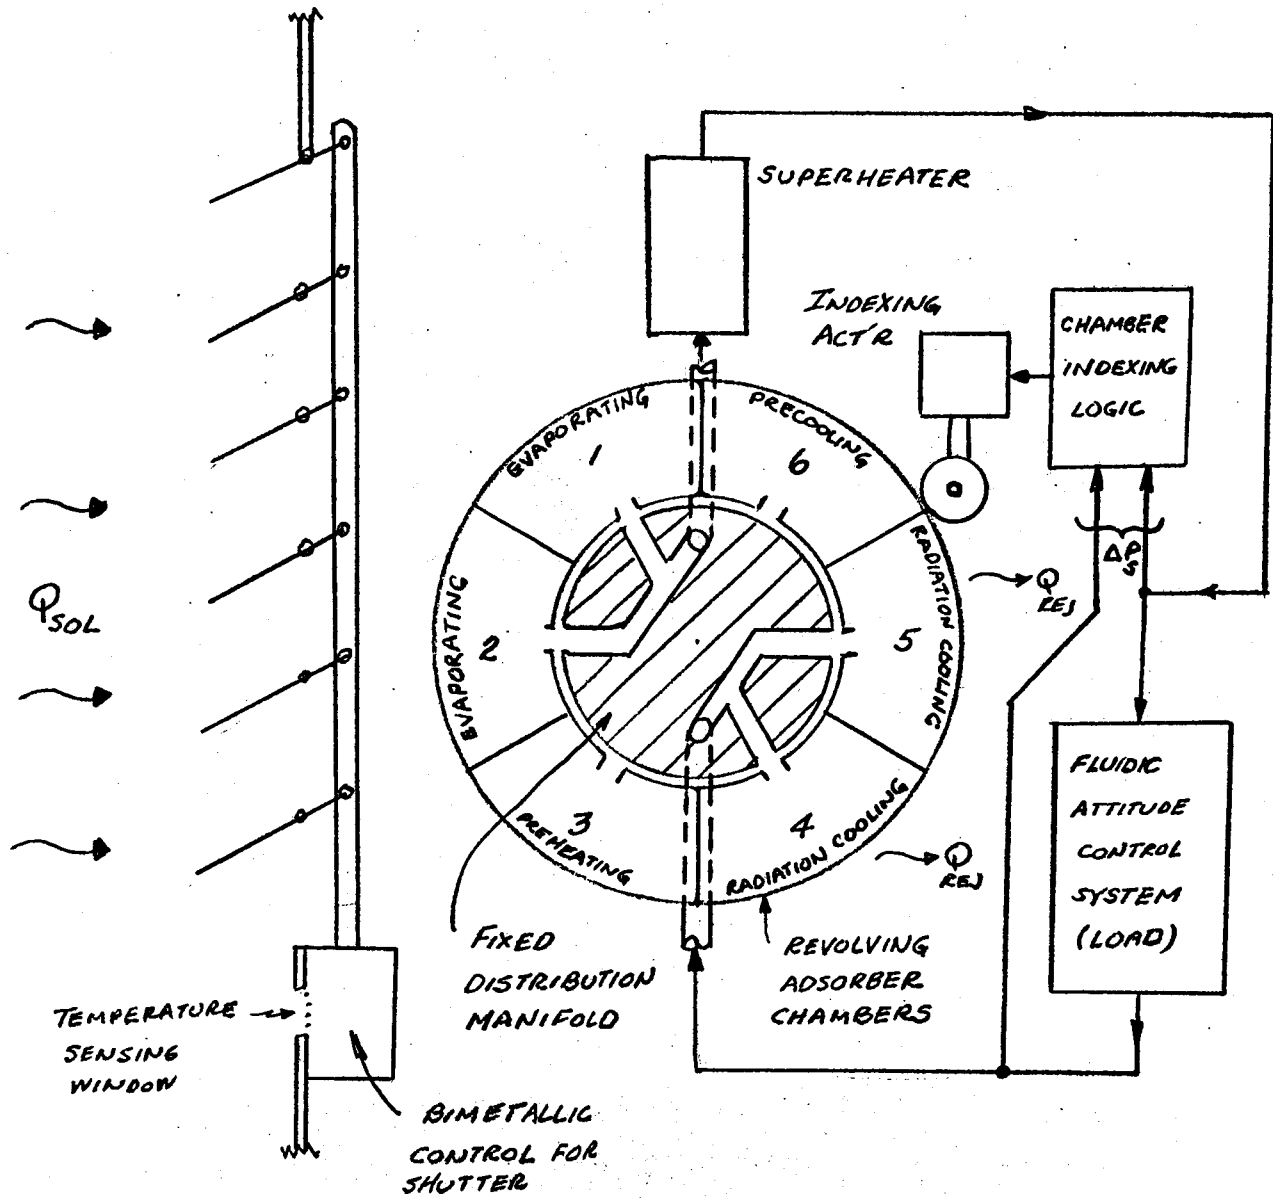 SUPERHEATER
INDEXING
ACT'R
CHAMBER
INDEXING
LOGIC
EVAPORATING
1
PRECOOLING
6
ΔPs
RADIATION COOLING
5
Q REJ
QSOL
EVAPORATING
2
PREHEATING
3
RADIATION COOLING
4
Q REJ
FLUIDIC
ATTITUDE
CONTROL
SYSTEM
(LOAD)
FIXED
DISTRIBUTION
MANIFOLD
REVOLVING
ADSORBER
CHAMBERS
TEMPERATURE
SENSING
WINDOW
BIMETALLIC
CONTROL FOR
SHUTTER